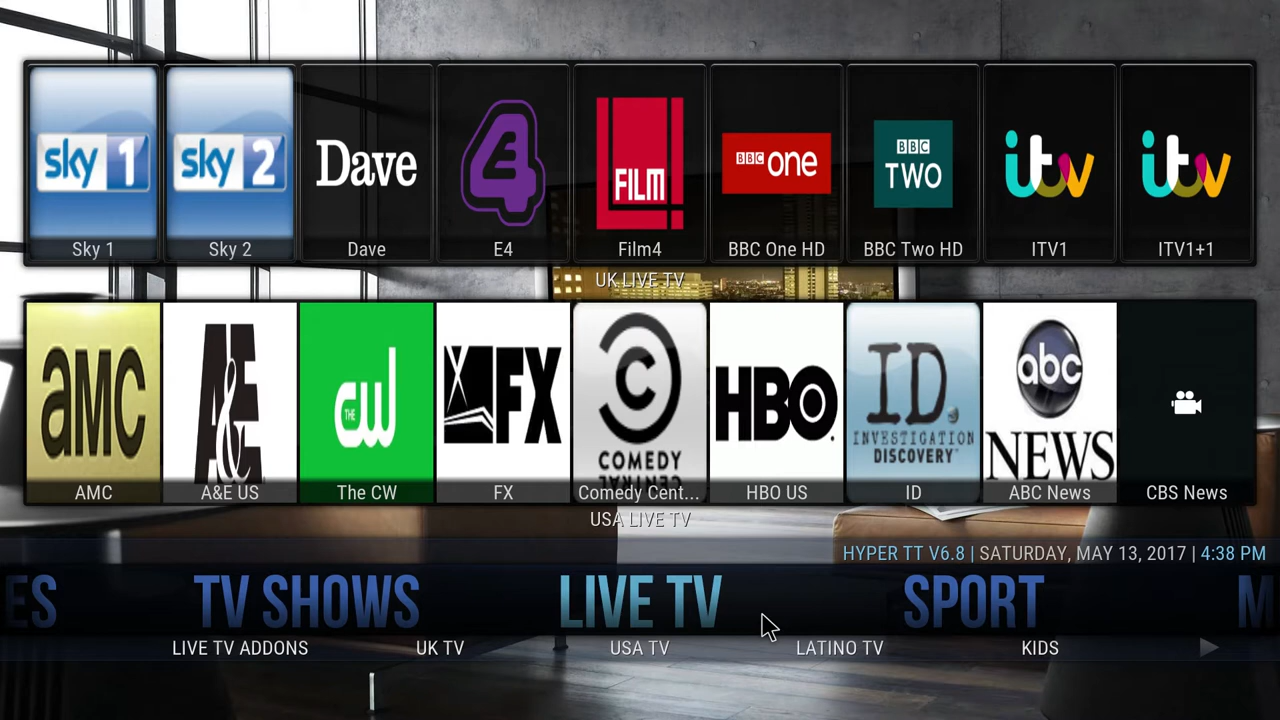 sky 1
sky 2
Dave
E4
FILM
BBC one
BBC TWO
itv
itv
Sky 1
Sky 2
Dave
E4
Film4
BBC One HD
BBC Two HD
ITV1
ITV1+1
UK LIVE TV
aMC
A&E
THE CW
FX
COMEDY CENTRAL
HBO
ID
INVESTIGATION
DISCOVERY
abc
NEWS
AMC
A&E US
The CW
FX
Comedy Cent...
HBO US
ID
ABC News
CBS News
USA LIVE TV
HYPER TT V6.8 | SATURDAY, MAY 13, 2017 | 4:38 PM
ES
TV SHOWS
LIVE TV
SPORT
M
LIVE TV ADDONS
UK TV
USA TV
LATINO TV
KIDS